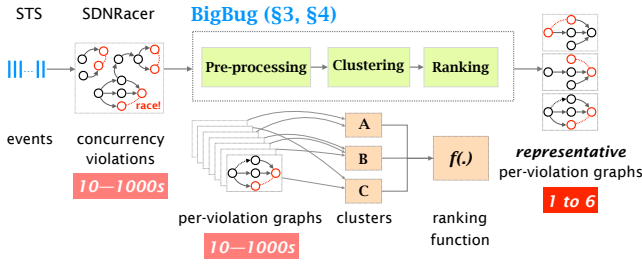 STS
SDNRacer
BigBug (§3, §4)
Pre-processing
Clustering
Ranking
race!
events
concurrency
violations
10—1000s
A
B
C
f(.)
per-violation graphs
10—1000s
clusters
ranking
function
representative
per-violation graphs
1 to 6